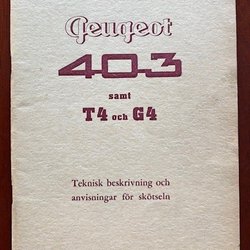 Peugeot
403
samt
T4 och G4
Teknisk beskrivning och
anvisningar för skötseln